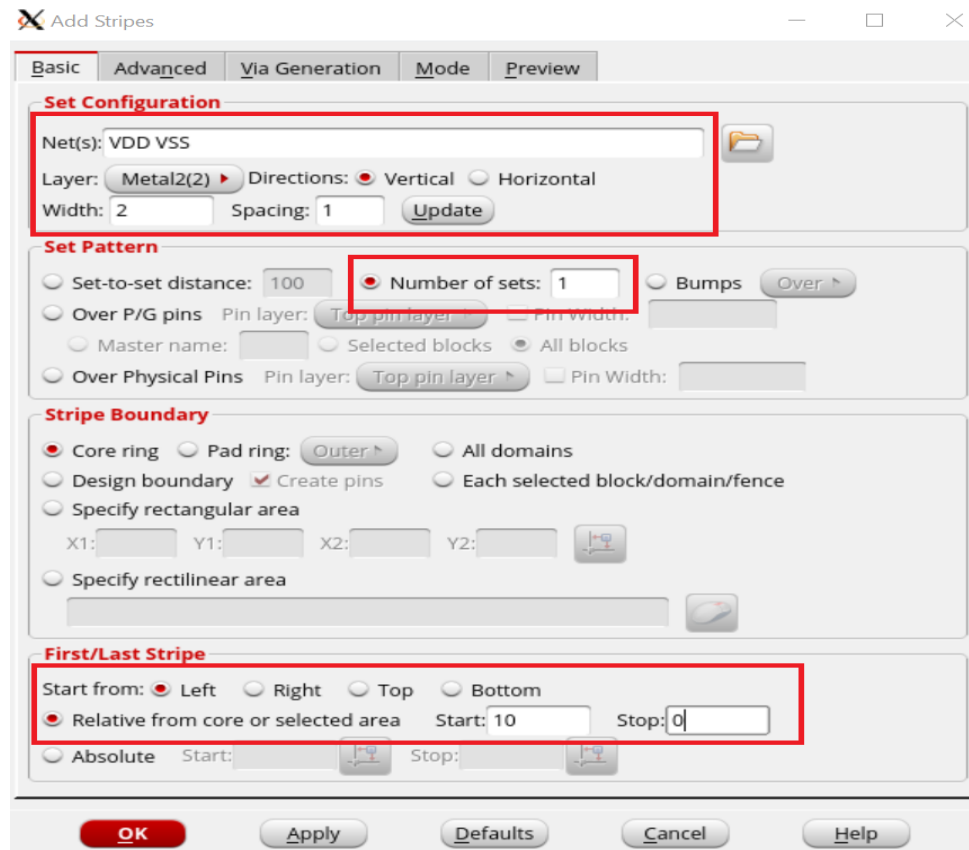 Add Stripes
Basic Advanced Via Generation Mode Preview
Set Configuration
Net(s): VDD VSS
Layer: Metal2(2) Directions: Vertical Horizontal
Width: 2 Spacing: 1 Update
Set Pattern
Set-to-set distance: 100 Number of sets: 1 Bumps Over
Over P/G pins Pin layer: Top pin layer Pin Width:
Master name: Selected blocks All blocks
Over Physical Pins Pin layer: Top pin layer Pin Width:
Stripe Boundary
Core ring Pad ring: Outer All domains
Design boundary Create pins Each selected block/domain/fence
Specify rectangular area
X1: Y1: X2: Y2:
Specify rectilinear area
First/Last Stripe
Start from: Left Right Top Bottom
Relative from core or selected area Start: 10 Stop: 0
Absolute Start: Stop:
OK Apply Defaults Cancel Help